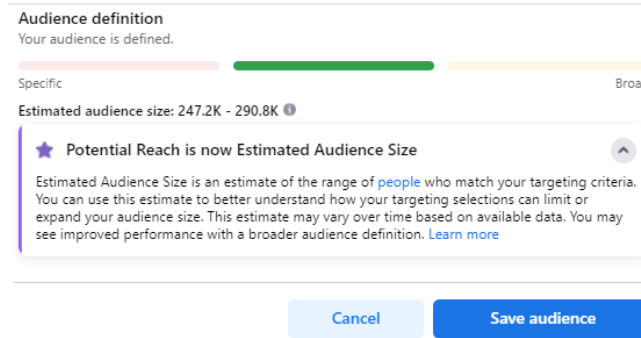 Audience definition
Your audience is defined.
Specific
Broa
Estimated audience size: 247.2K - 290.8K
Potential Reach is now Estimated Audience Size
Estimated Audience Size is an estimate of the range of people who match your targeting criteria.
You can use this estimate to better understand how your targeting selections can limit or
expand your audience size. This estimate may vary over time based on available data. You may
see improved performance with a broader audience definition. Learn more
Cancel
Save audience